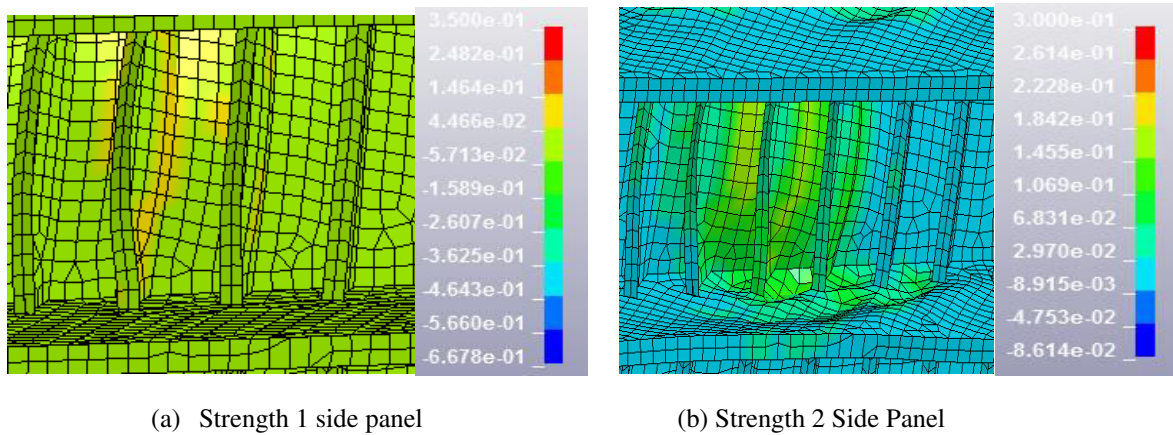 3.500e-01
2.482e-01
1.464e-01
4.466e-02
-5.713e-02
-1.589e-01
-2.607e-01
-3.625e-01
-4.643e-01
-5.660e-01
-6.678e-01
3.000e-01
2.614e-01
2.228e-01
1.842e-01
1.455e-01
1.069e-01
6.831e-02
2.970e-02
-8.915e-03
-4.753e-02
-8.614e-02
(a) Strength 1 side panel
(b) Strength 2 Side Panel